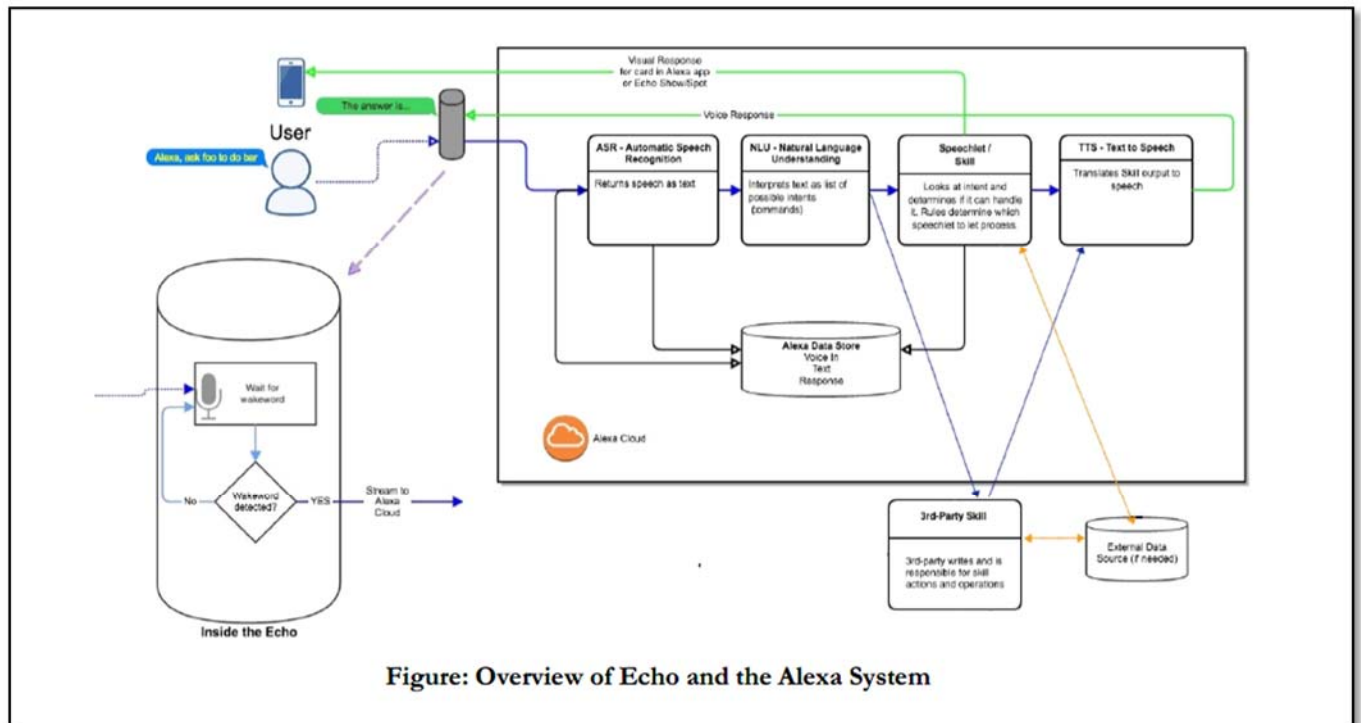 Visual Response
for card in Alexa app
or Echo Show/Spot
The answer is...
Voice Response
User
Alexa, ask foo to do bar
ASR - Automatic Speech
Recognition
Returns speech as text
NLU - Natural Language
Understanding
Interprets text as list of
possible intents
(commands)
Speechlet /
Skill
Looks at intent and
determines if it can handle
it. Rules determine which
speechlet to let process.
TTS - Text to Speech
Translates Skill output to
speech
Alexa Data Store
Voice In
Text
Response
Alexa Cloud
Wait for
wakeword
Wakeword
detected?
No
YES
Stream to
Alexa
Cloud
Inside the Echo
3rd-Party Skill
3rd-party writes and is
responsible for skill
actions and operations
External Data
Source (if needed)
Figure: Overview of Echo and the Alexa System